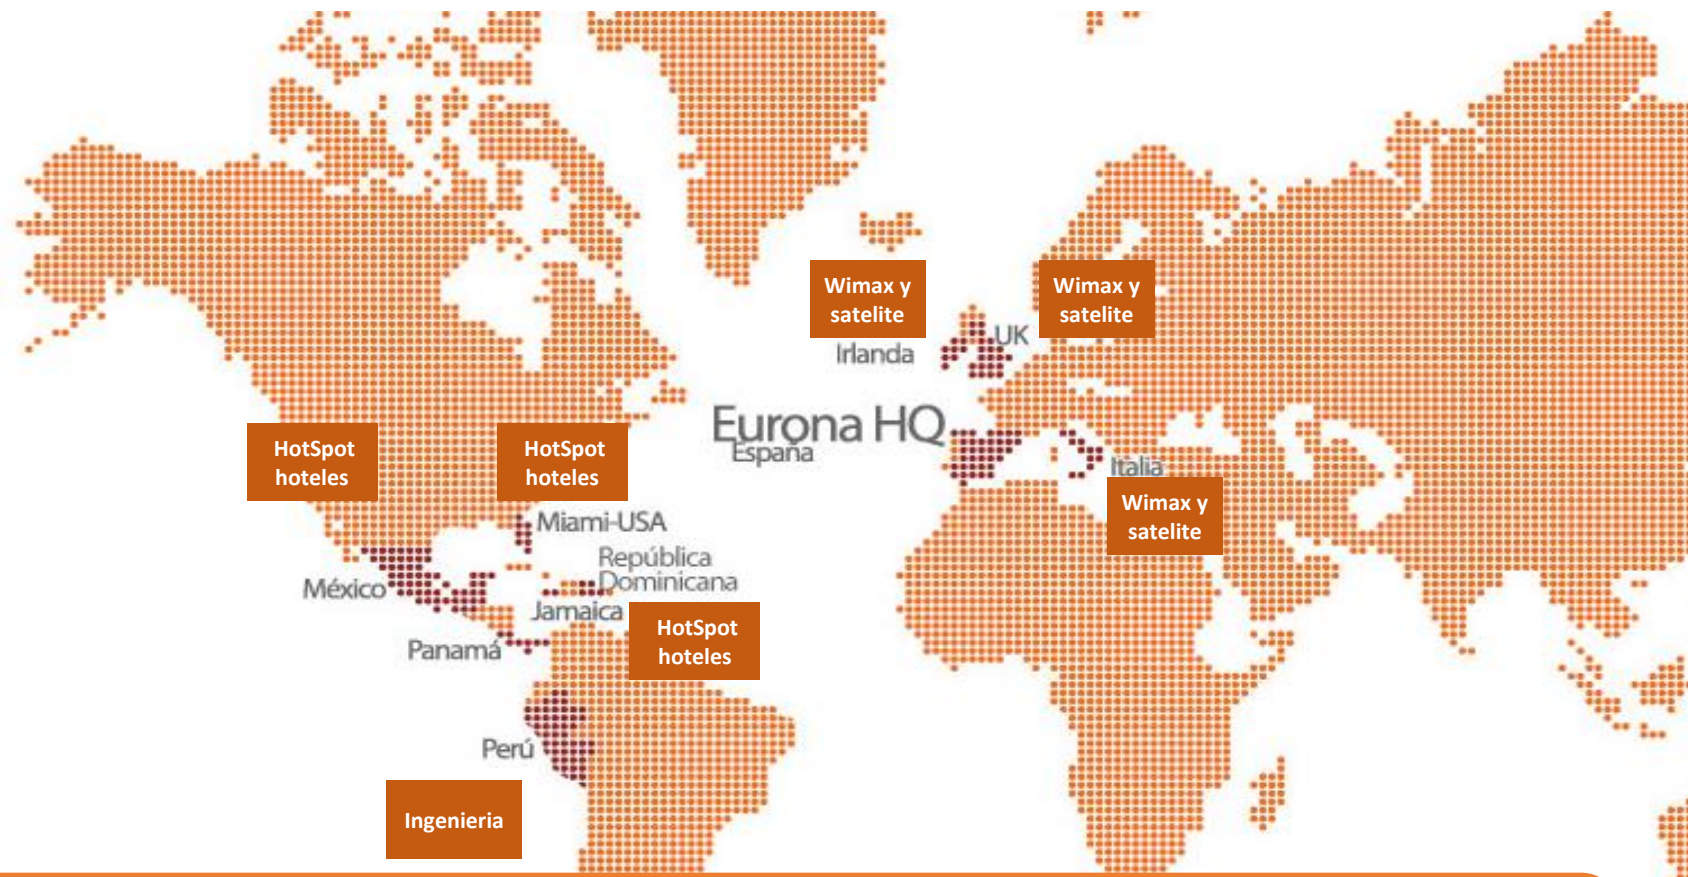 Wimax y
satelite
Wimax y
satelite
UK
Irlanda
Eurona HQ
España
Italia
Wimax y
satelite
HotSpot
hoteles
HotSpot
hoteles
Miami-USA
República
Dominicana
México
Jamaica
HotSpot
hoteles
Panamá
Perú
Ingenieria